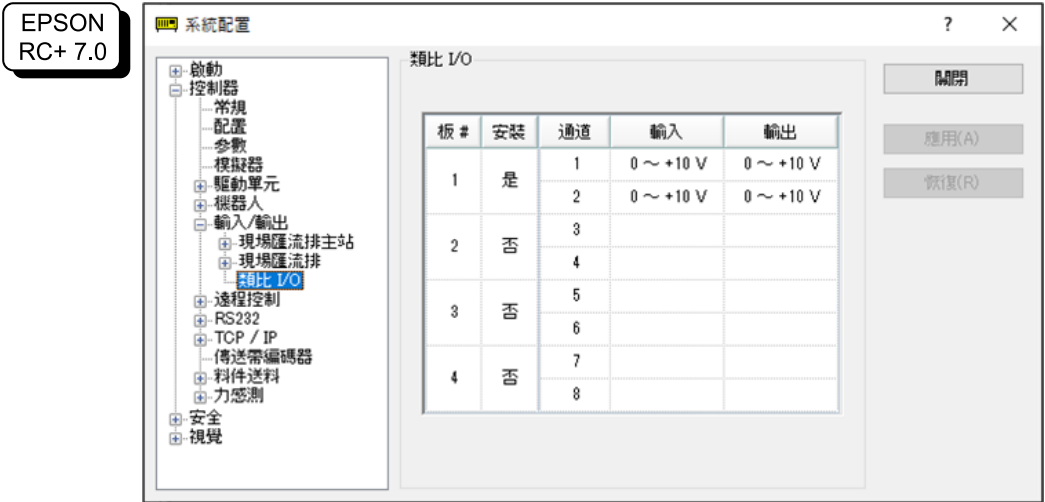 EPSON
RC+ 7.0
系統配置
啟動
控制器
常規
配置
參數
模擬器
驅動單元
機器人
輸入/輸出
現場匯流排主站
現場匯流排
類比 I/O
遠程控制
RS232
TCP / IP
傳送帶編碼器
料件送料
力感測
安全
視覺
類比 I/O
板 # 安裝 通道 輸入 輸出
1 是 1 0 ~ +10 V 0 ~ +10 V
2 0 ~ +10 V 0 ~ +10 V
2 否 3
4
3 否 5
6
4 否 7
8
關閉
應用(A)
恢復(R)